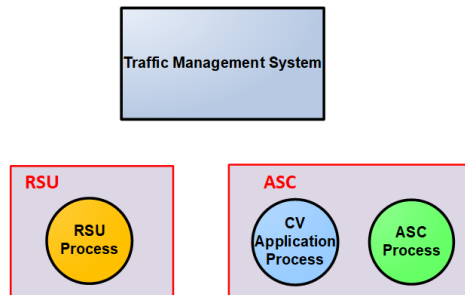 Traffic Management System
RSU
RSU
Process
ASC
CV
Application
Process
ASC
Process